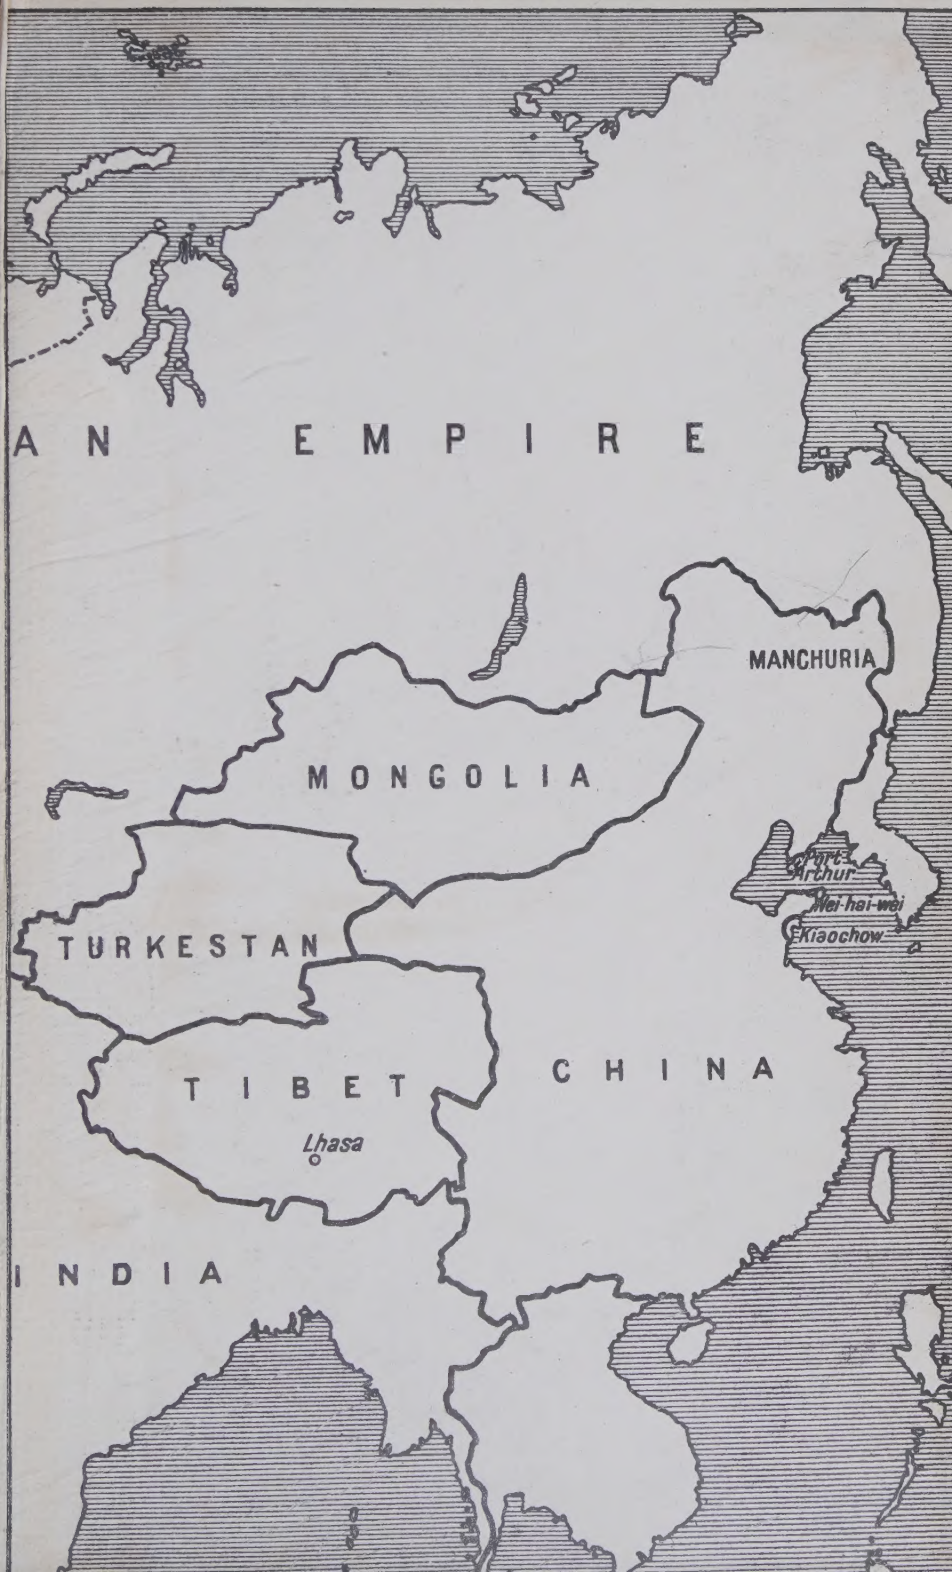 AN EMPIRE
MANCHURIA
MONGOLIA
Port
Arthur
Wei-hai-wei
Kiaochow
TURKESTAN
CHINA
TIBET
Lhasa
INDIA